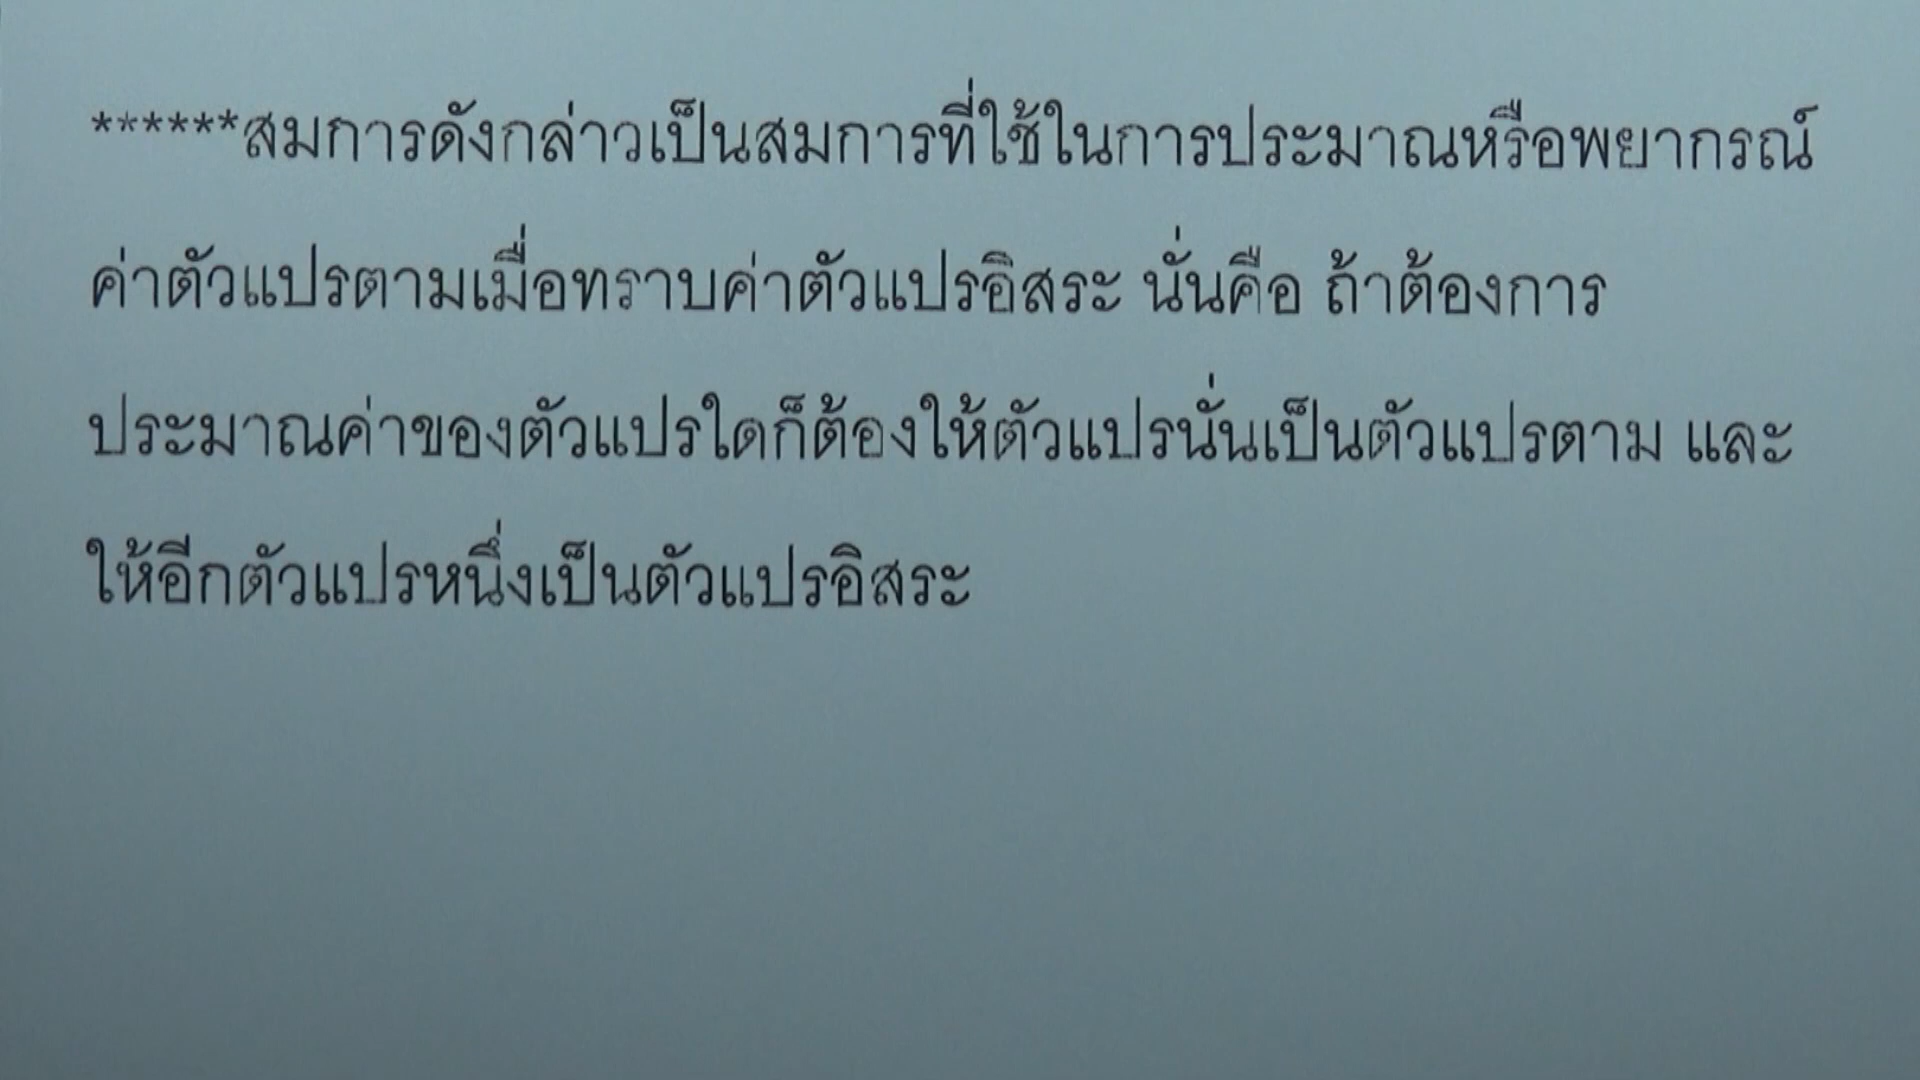 ******สมการดังกล่าวเป็นสมการที่ใช้ในการประมาณหรือพยากรณ์
ค่าตัวแปรตามเมื่อทราบค่าตัวแปรอิสระ นั่นคือ ถ้าต้องการ
ประมาณค่าของตัวแปรใดก็ต้องให้ตัวแปรนั่นเป็นตัวแปรตาม และ
ให้อีกตัวแปรหนึ่งเป็นตัวแปรอิสระ